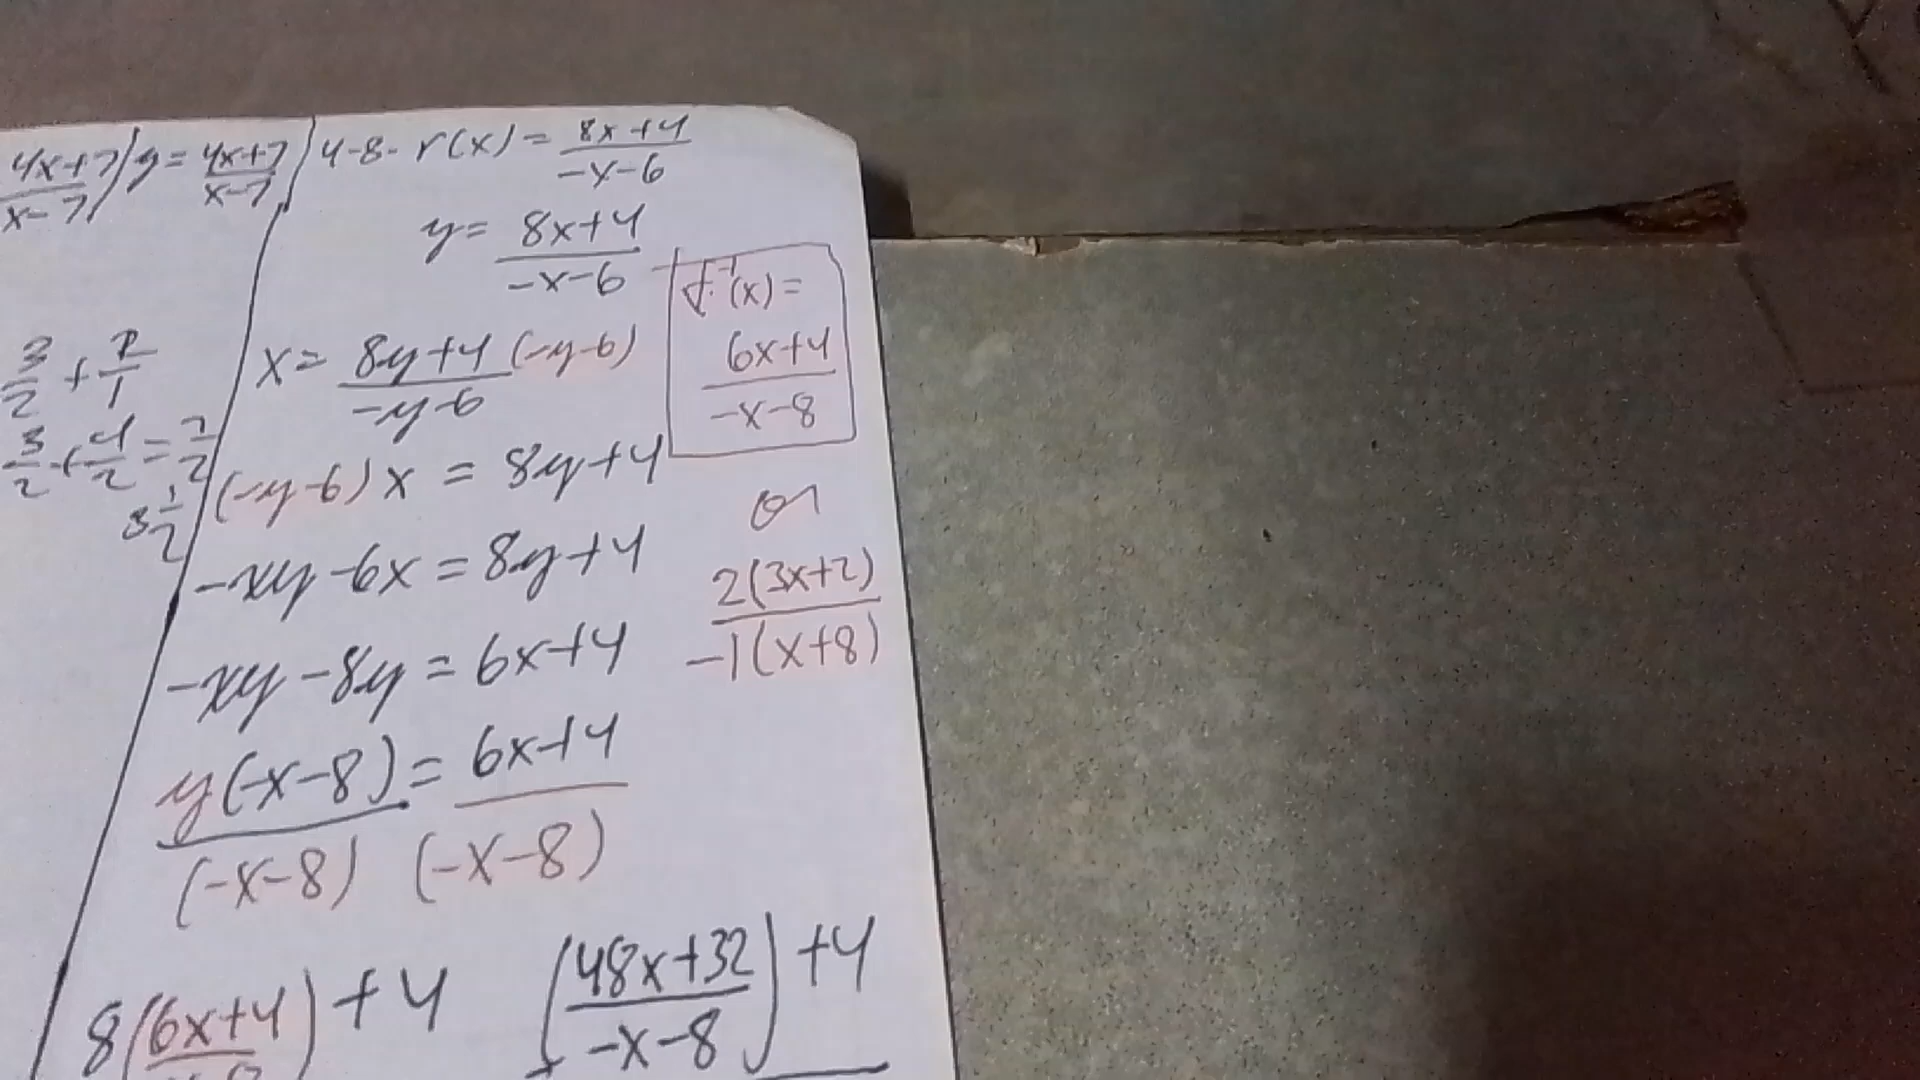 4x+7/x-7 | y = 4x+7/x-7
3/2 + 2/1
3/2 + 4/2 = 7/2
3 1/2
4-8- r(x) = 8x+4/-x-6
y = 8x+4/-x-6
x = 8y+4/-y-6 (-y-6)
(-y-6)x = 8y+4
-xy-6x = 8y+4
-xy-8y = 6x+4
y(-x-8)/(-x-8) = 6x+4/(-x-8)
f⁻¹(x) =
6x+4/-x-8
or
2(3x+2)/-1(x+8)
8(6x+4) + 4
(48x+32/-x-8) + 4